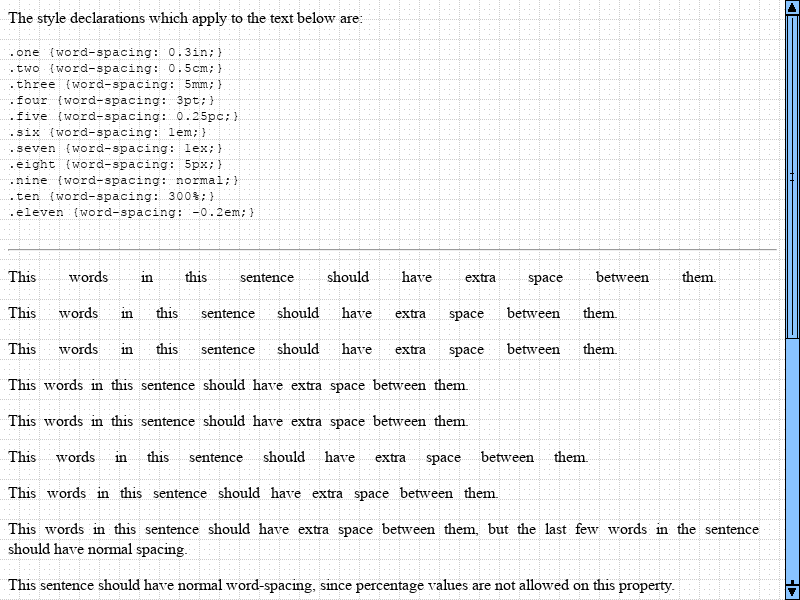 The style declarations which apply to the text below are:
.one {word-spacing: 0.3in;}
.two {word-spacing: 0.5cm;}
.three {word-spacing: 5mm;}
.four {word-spacing: 3pt;}
.five {word-spacing: 0.25pc;}
.six {word-spacing: 1em;}
.seven {word-spacing: 1ex;}
.eight {word-spacing: 5px;}
.nine {word-spacing: normal;}
.ten {word-spacing: 300%;}
.eleven {word-spacing: -0.2em;}
This words in this sentence should have extra space between them.
This words in this sentence should have extra space between them.
This words in this sentence should have extra space between them.
This words in this sentence should have extra space between them.
This words in this sentence should have extra space between them.
This words in this sentence should have extra space between them.
This words in this sentence should have extra space between them.
This words in this sentence should have extra space between them, but the last few words in the sentence
should have normal spacing.
This sentence should have normal word-spacing, since percentage values are not allowed on this property.